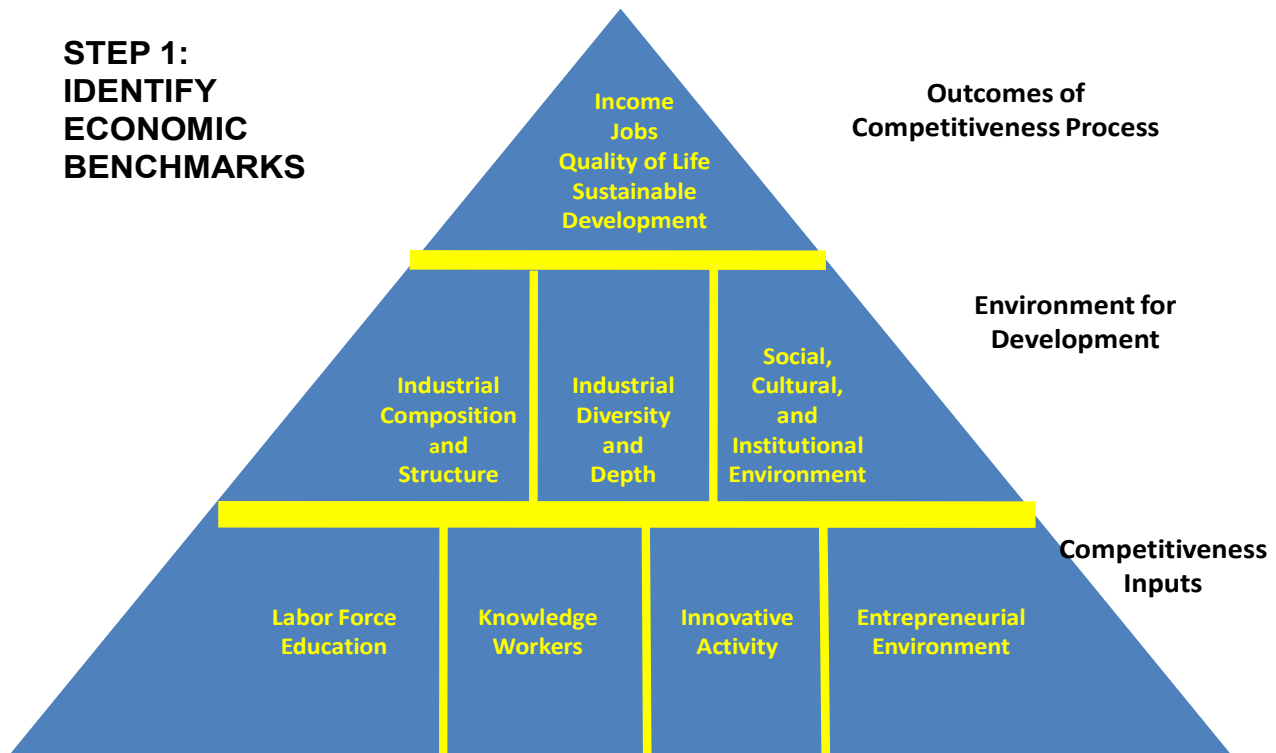 STEP 1:
IDENTIFY
ECONOMIC
BENCHMARKS
Income
Jobs
Quality of Life
Sustainable
Development
Outcomes of
Competitiveness Process
Industrial
Composition
and
Structure
Industrial
Diversity
and
Depth
Social,
Cultural,
and
Institutional
Environment
Environment for
Development
Labor Force
Education
Knowledge
Workers
Innovative
Activity
Entrepreneurial
Environment
Competitiveness
Inputs